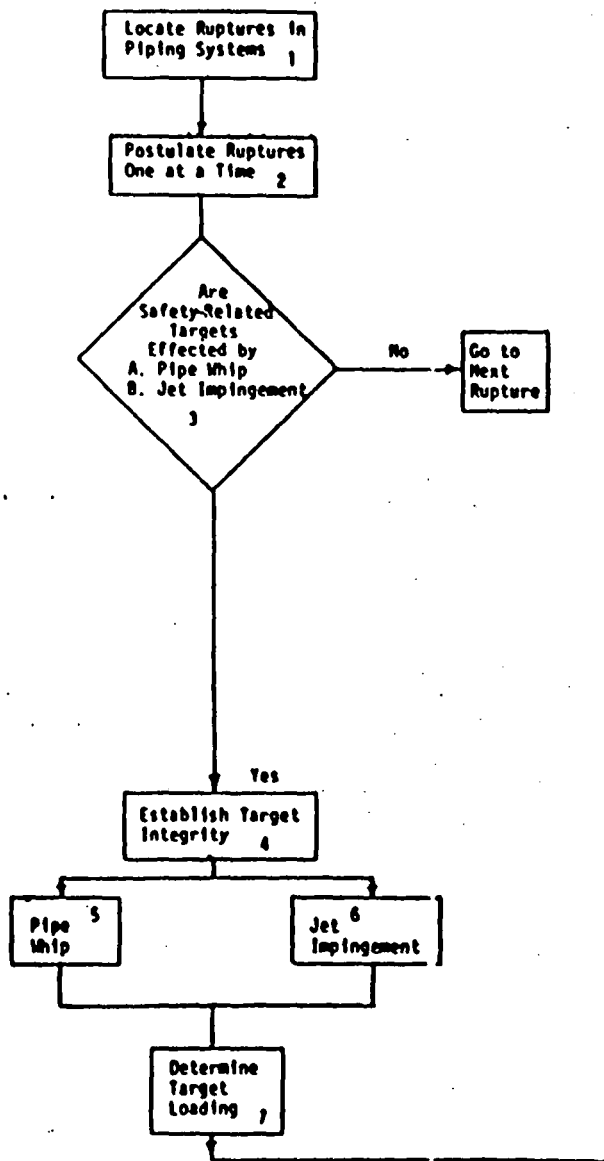 Locate Ruptures in
Piping Systems 1
Postulate Ruptures
One at a Time 2
Are
Safety-Related
Targets
Effected by
A. Pipe Whip
B. Jet Impingement
3
No
Go to
Next
Rupture
Yes
Establish Target
Integrity 4
Pipe 5
Whip
Jet 6
Impingement
Determine
Target
Loading 7